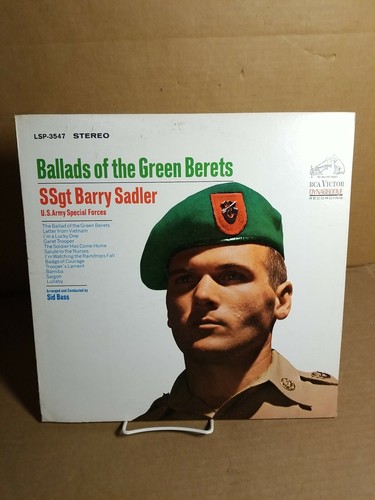 LSP-3547 STEREO
Ballads of the Green Berets
SSgt Barry Sadler
U.S. Army Special Forces
The Ballad of the Green Berets
Letter from Vietnam
I'm a Lucky One
Garet Trooper
The Soldier Has Come Home
Salute to the Nurses
I'm Watching the Raindrops Fall
Badge of Courage
Trooper's Lament
Bamiba
Saigon
Lullaby
Arranged and Conducted by
Sid Bass
RCA VICTOR
DYNAGROOVE
RECORDING